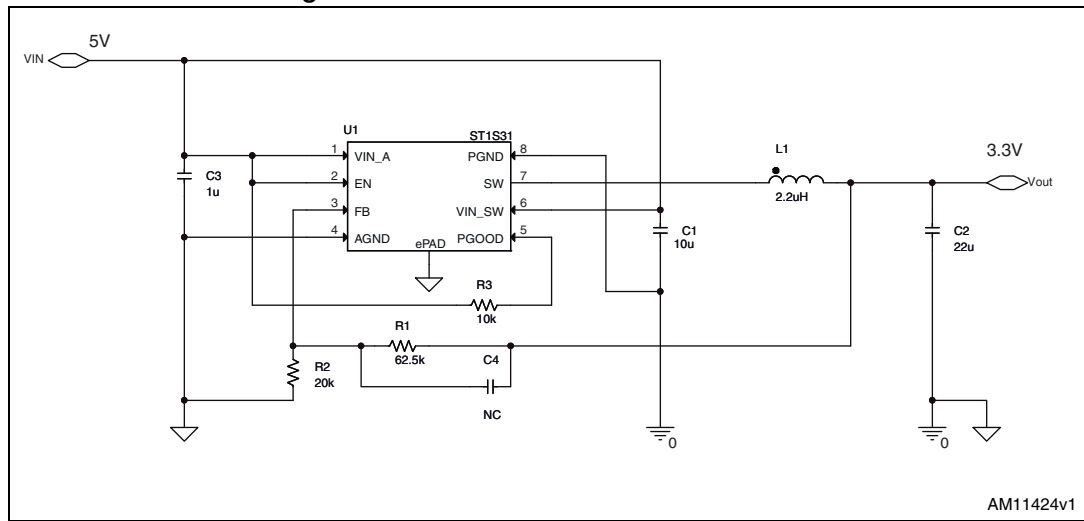 5V
VIN
U1
ST1S31
1 VIN_A
2 EN
3 FB
4 AGND
ePAD
PGND 8
SW 7
VIN_SW 6
PGOOD 5
C3
1u
L1
2.2uH
3.3V
Vout
C1
10u
C2
22u
R3
10k
R1
62.5k
C4
NC
R2
20k
0
0
AM11424v1